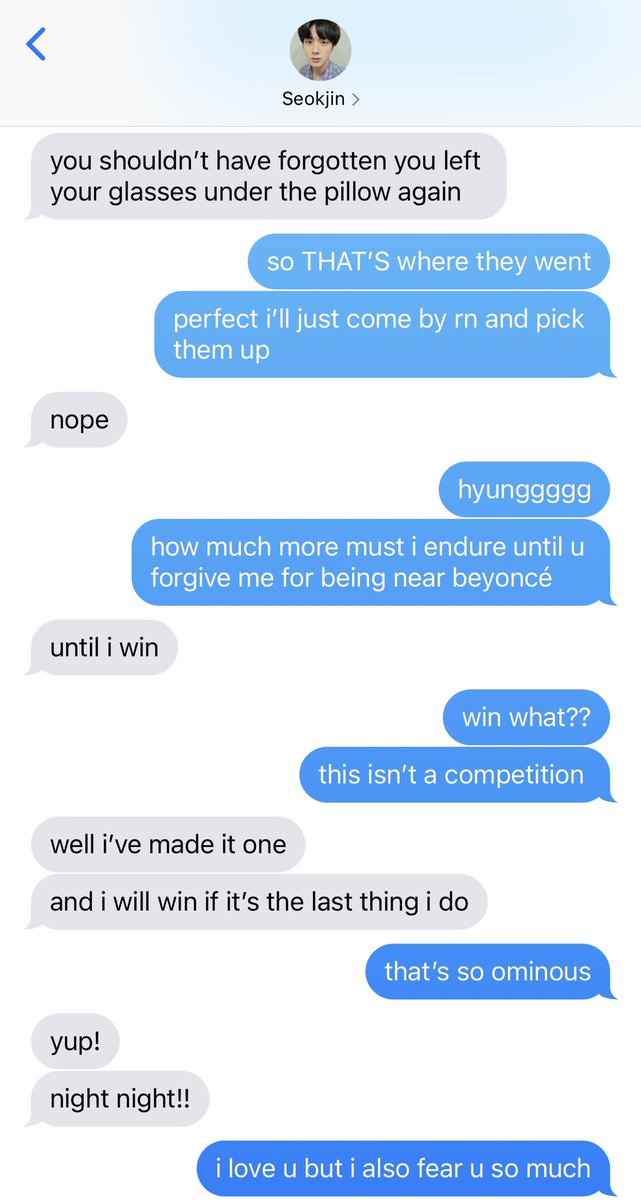 Seokjin
you shouldn’t have forgotten you left
your glasses under the pillow again
so THAT’S where they went
perfect i’ll just come by rn and pick
them up
nope
hyunggggg
how much more must i endure until u
forgive me for being near beyoncé
until i win
win what??
this isn’t a competition
well i’ve made it one
and i will win if it’s the last thing i do
that’s so ominous
yup!
night night!!
i love u but i also fear u so much